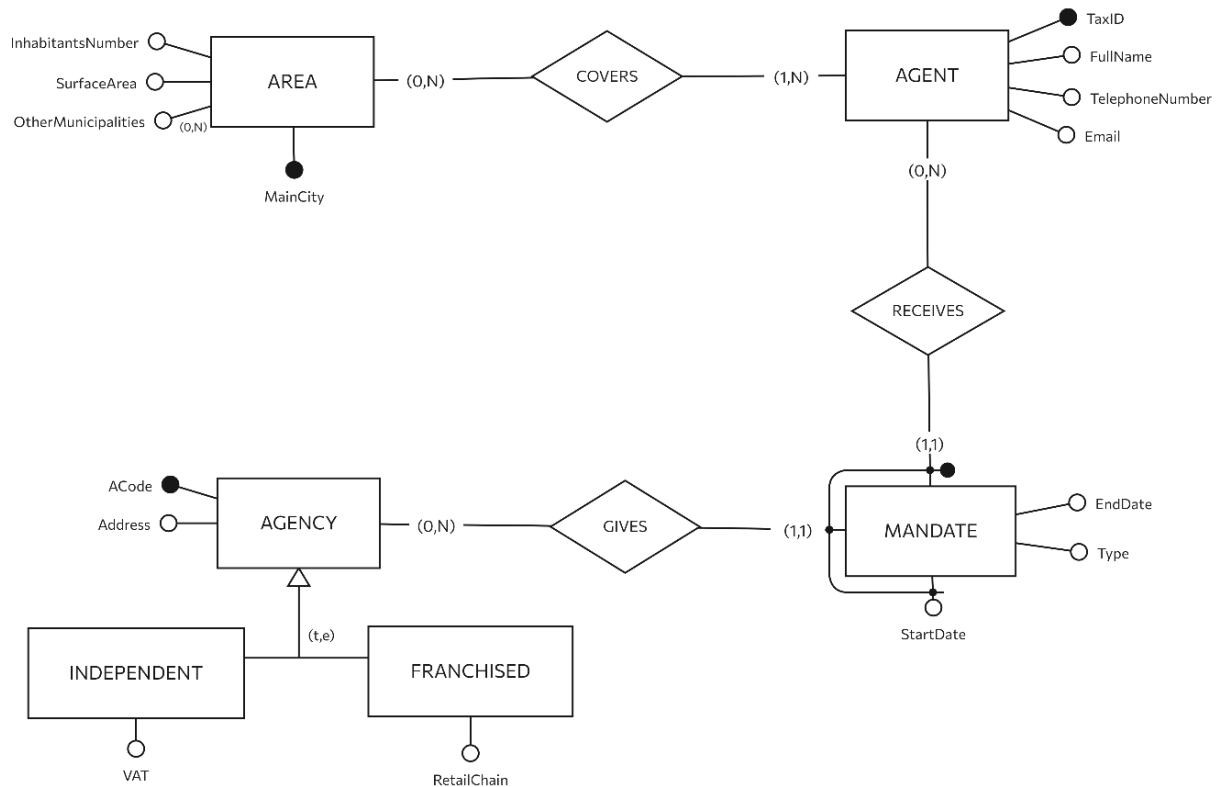 InhabitantsNumber
SurfaceArea
OtherMunicipalities
(0,N)
AREA
MainCity
(0,N)
COVERS
(1,N)
AGENT
TaxID
FullName
TelephoneNumber
Email
(0,N)
RECEIVES
(1,1)
ACode
Address
AGENCY
(0,N)
GIVES
(1,1)
MANDATE
EndDate
Type
StartDate
(t,e)
INDEPENDENT
FRANCHISED
VAT
RetailChain